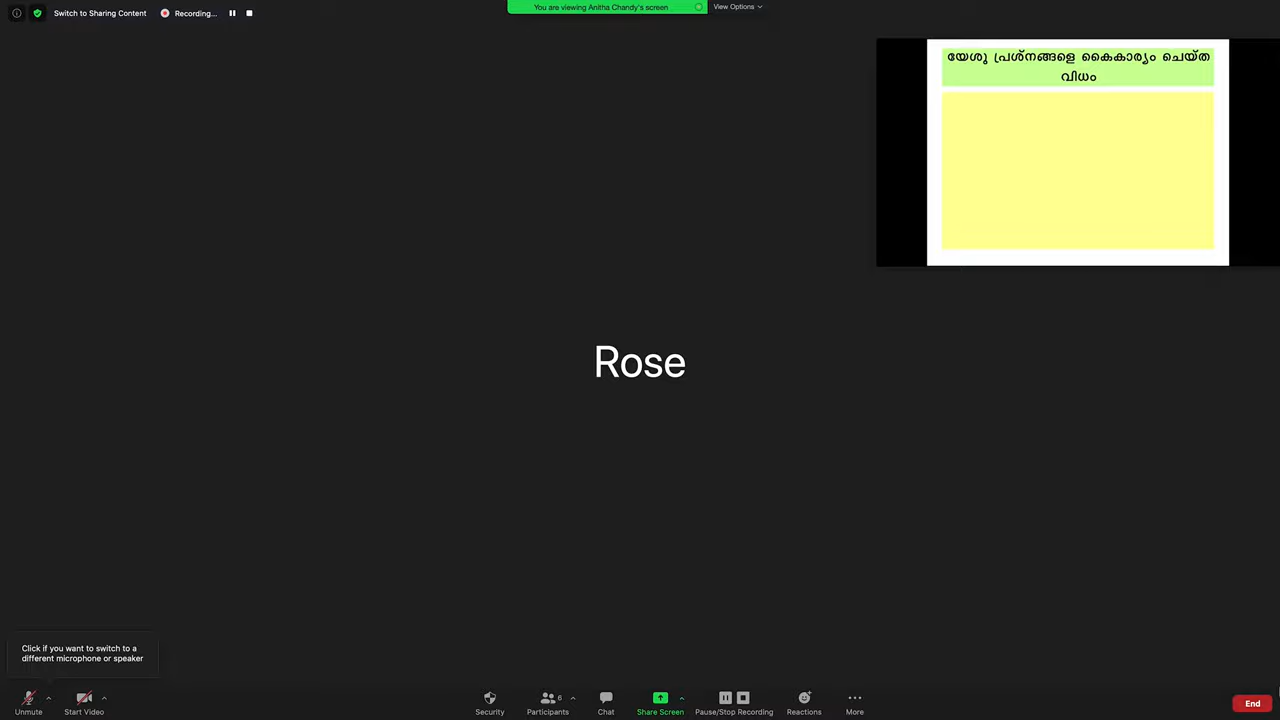 Switch to Sharing Content
Recording...
You are viewing Anitha Chandy's screen
View Options
യേശു പ്രശ്നങ്ങളെ കൈകാര്യം ചെയ്ത
വിധം
Rose
Click if you want to switch to a
different microphone or speaker
Unmute
Start Video
Security
Participants
6
Chat
Share Screen
Pause/Stop Recording
Reactions
More
End